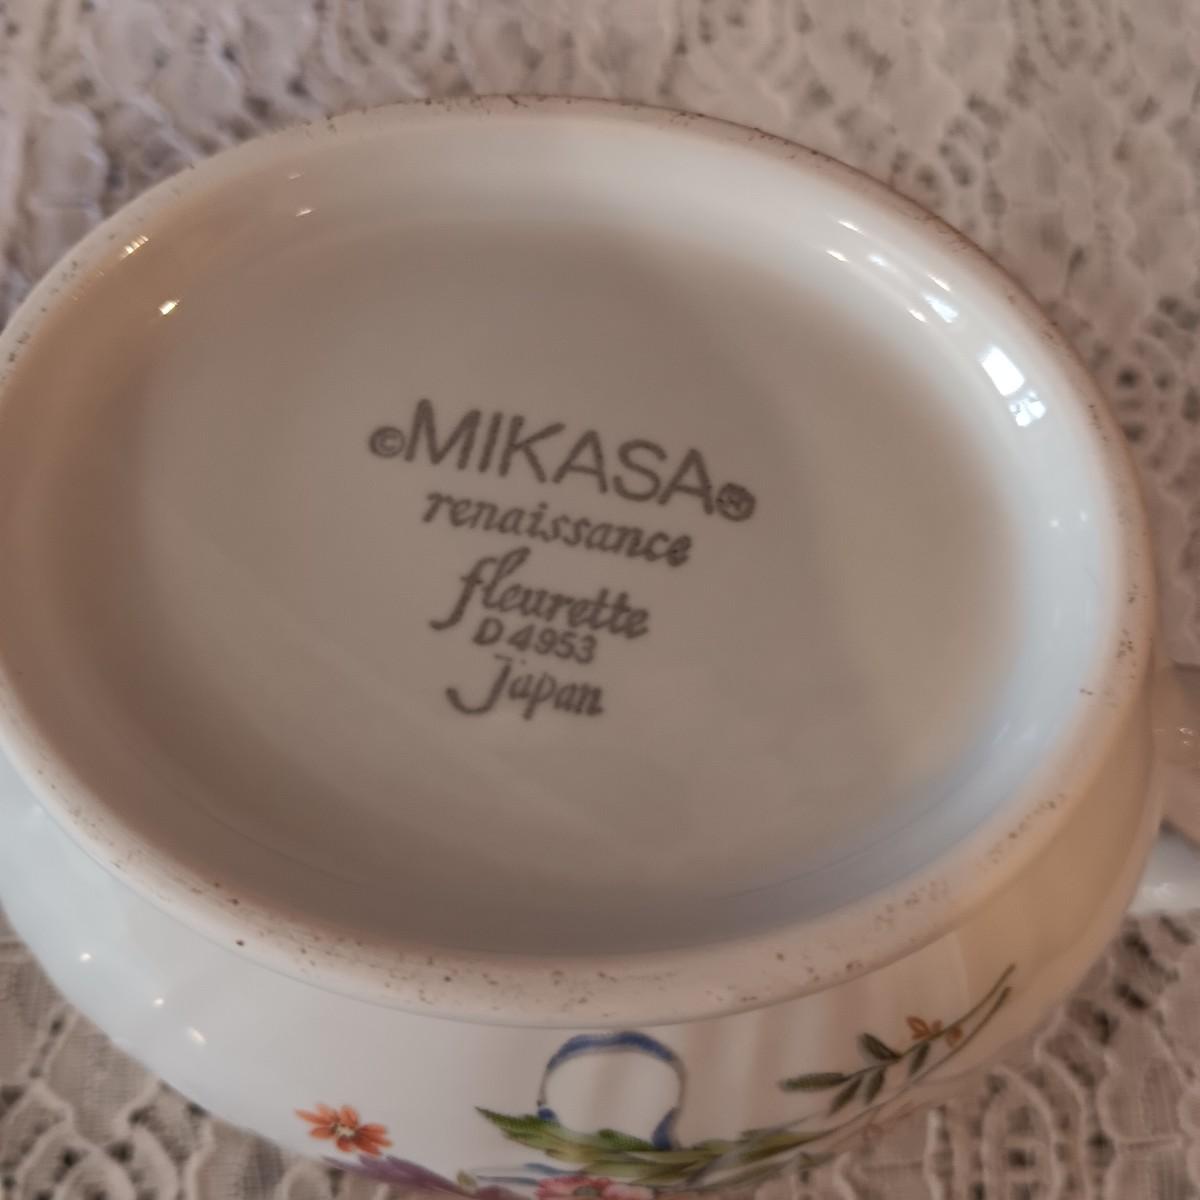 ©MIKASA®
renaissance
fleurette
D 4953
Japan